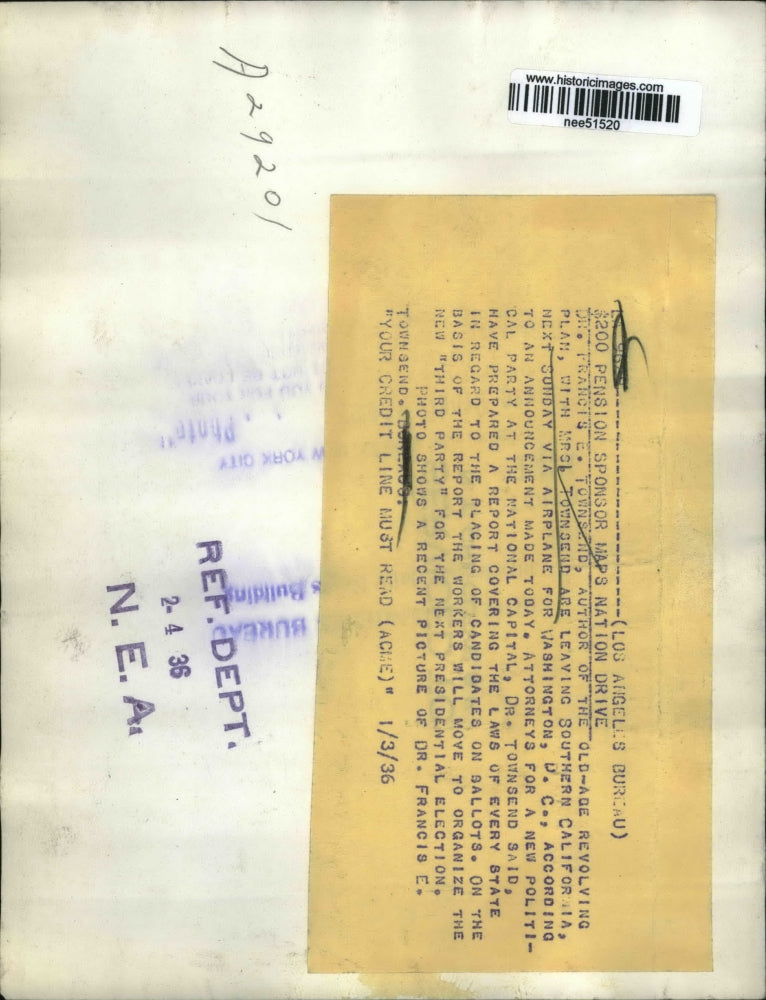 www.historicimages.com
nee51520
A29201
(LOS ANGELES BUREAU)
$200 PENSION SPONSOR MAPS NATION DRIVE
DR. FRANCIS E. TOWNSEND, AUTHOR OF THE OLD-AGE REVOLVING
PLAN, WITH MRS. TOWNSEND ARE LEAVING SOUTHERN CALIFORNIA,
NEXT SUNDAY VIA AIRPLANE FOR WASHINGTON, D. C., ACCORDING
TO AN ANNOUNCEMENT MADE TODAY. ATTORNEYS FOR A NEW POLITI-
CAL PARTY AT THE NATIONAL CAPITAL, DR. TOWNSEND SAID,
HAVE PREPARED A REPORT COVERING THE LAWS OF EVERY STATE
IN REGARD TO THE PLACING OF CANDIDATES ON BALLOTS. ON THE
BASIS OF THE REPORT THE WORKERS WILL MOVE TO ORGANIZE THE
NEW "THIRD PARTY" FOR THE NEXT PRESIDENTIAL ELECTION.
PHOTO SHOWS A RECENT PICTURE OF DR. FRANCIS E.
TOWNSEND.
"YOUR CREDIT LINE MUST READ (ACME)" 1/3/36
W YORK CITY
Photo"
s Building
BUREAU
REF. DEPT.
2-4 36
N. E. A.